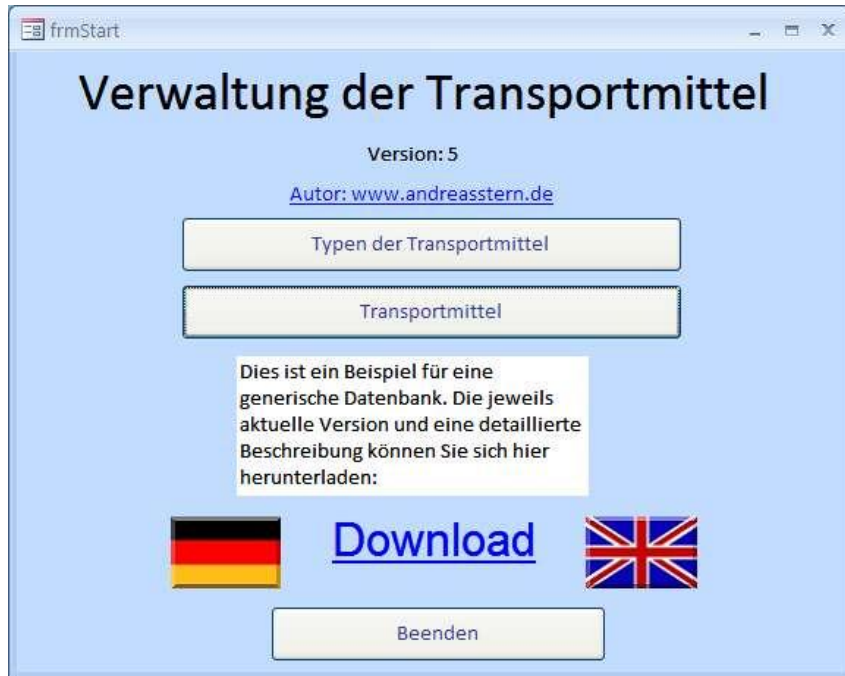 frmStart
Verwaltung der Transportmittel
Version: 5
Autor: www.andreasstern.de
Typen der Transportmittel
Transportmittel
Dies ist ein Beispiel für eine
generische Datenbank. Die jeweils
aktuelle Version und eine detaillierte
Beschreibung können Sie sich hier
herunterladen:
Download
Beenden